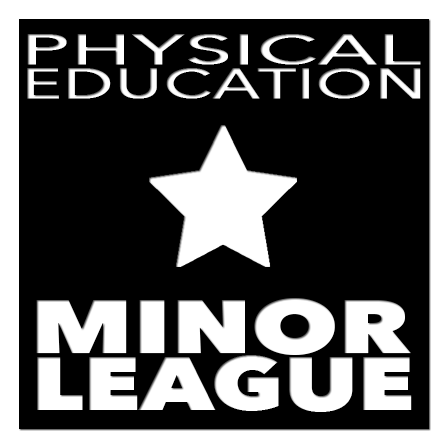 PHYSICAL
EDUCATION
MINOR
LEAGUE